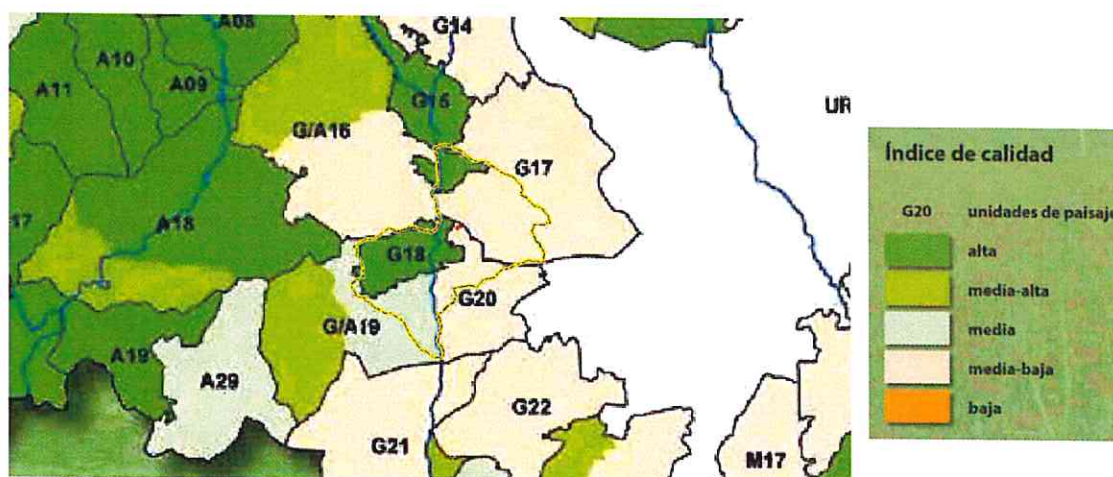 A08
G14
A10
A11
A09
G15
UR
G/A16
G17
17
A18
G18
G20
G/A19
A19
A29
G22
G21
M17
Índice de calidad
G20 unidades de paisaje
alta
media-alta
media
media-baja
baja